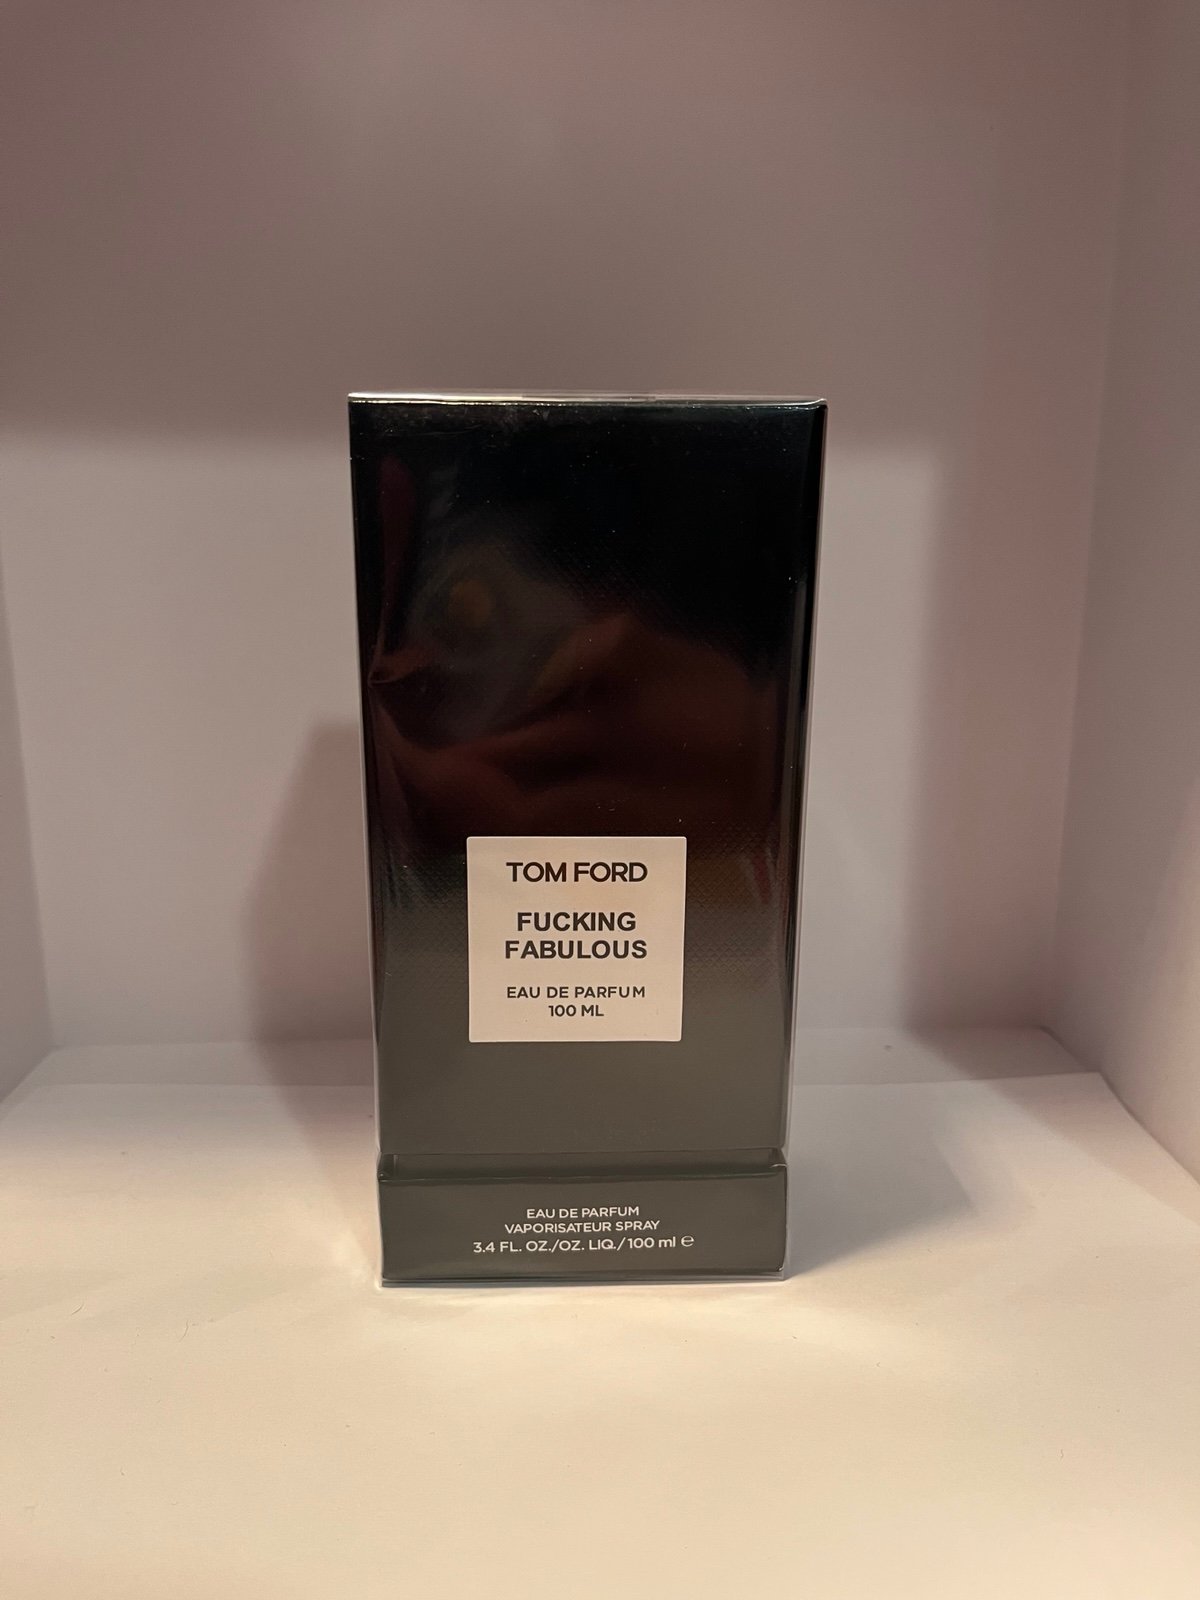 TOM FORD
FUCKING
FABULOUS
EAU DE PARFUM
100 ML
EAU DE PARFUM
VAPORISATEUR SPRAY
3.4 FL. OZ./OZ. LIQ./100 ml ℮